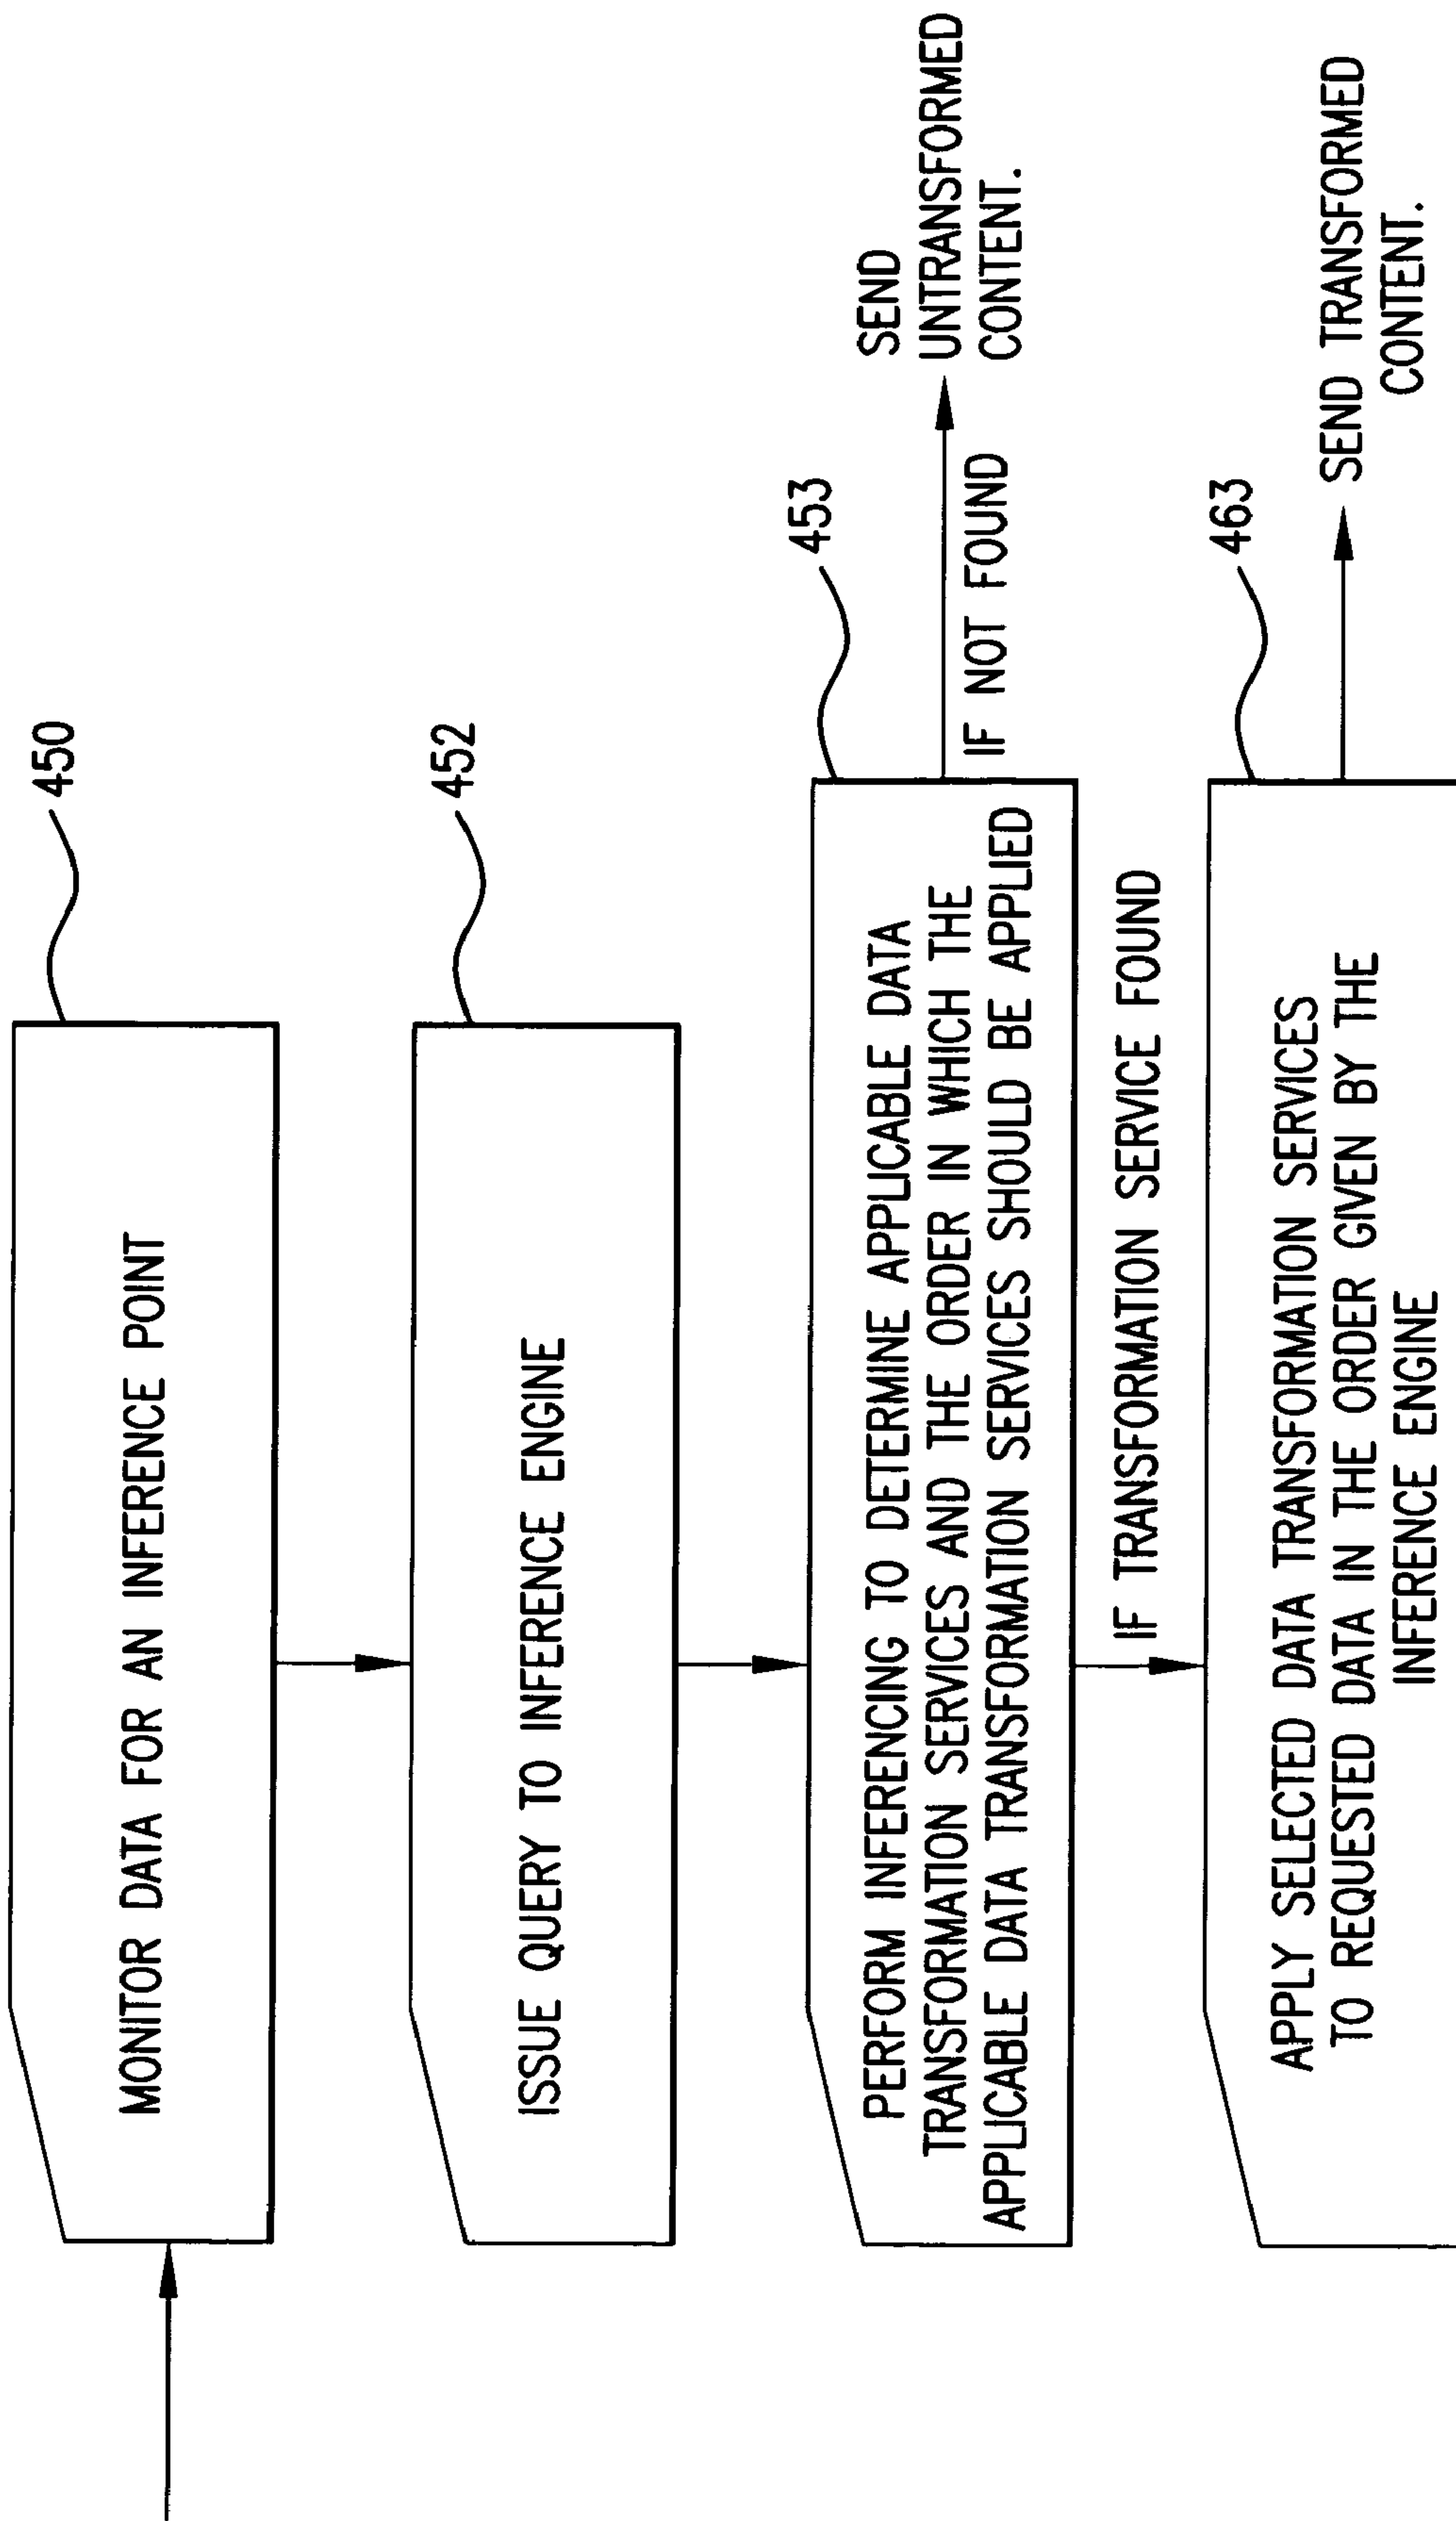 450
MONITOR DATA FOR AN INFERENCE POINT
452
ISSUE QUERY TO INFERENCE ENGINE
453
PERFORM INFERENCING TO DETERMINE APPLICABLE DATA
TRANSFORMATION SERVICES AND THE ORDER IN WHICH THE
APPLICABLE DATA TRANSFORMATION SERVICES SHOULD BE APPLIED
IF NOT FOUND
SEND
UNTRANSFORMED
CONTENT.
IF TRANSFORMATION SERVICE FOUND
463
APPLY SELECTED DATA TRANSFORMATION SERVICES
TO REQUESTED DATA IN THE ORDER GIVEN BY THE
INFERENCE ENGINE
SEND TRANSFORMED
CONTENT.